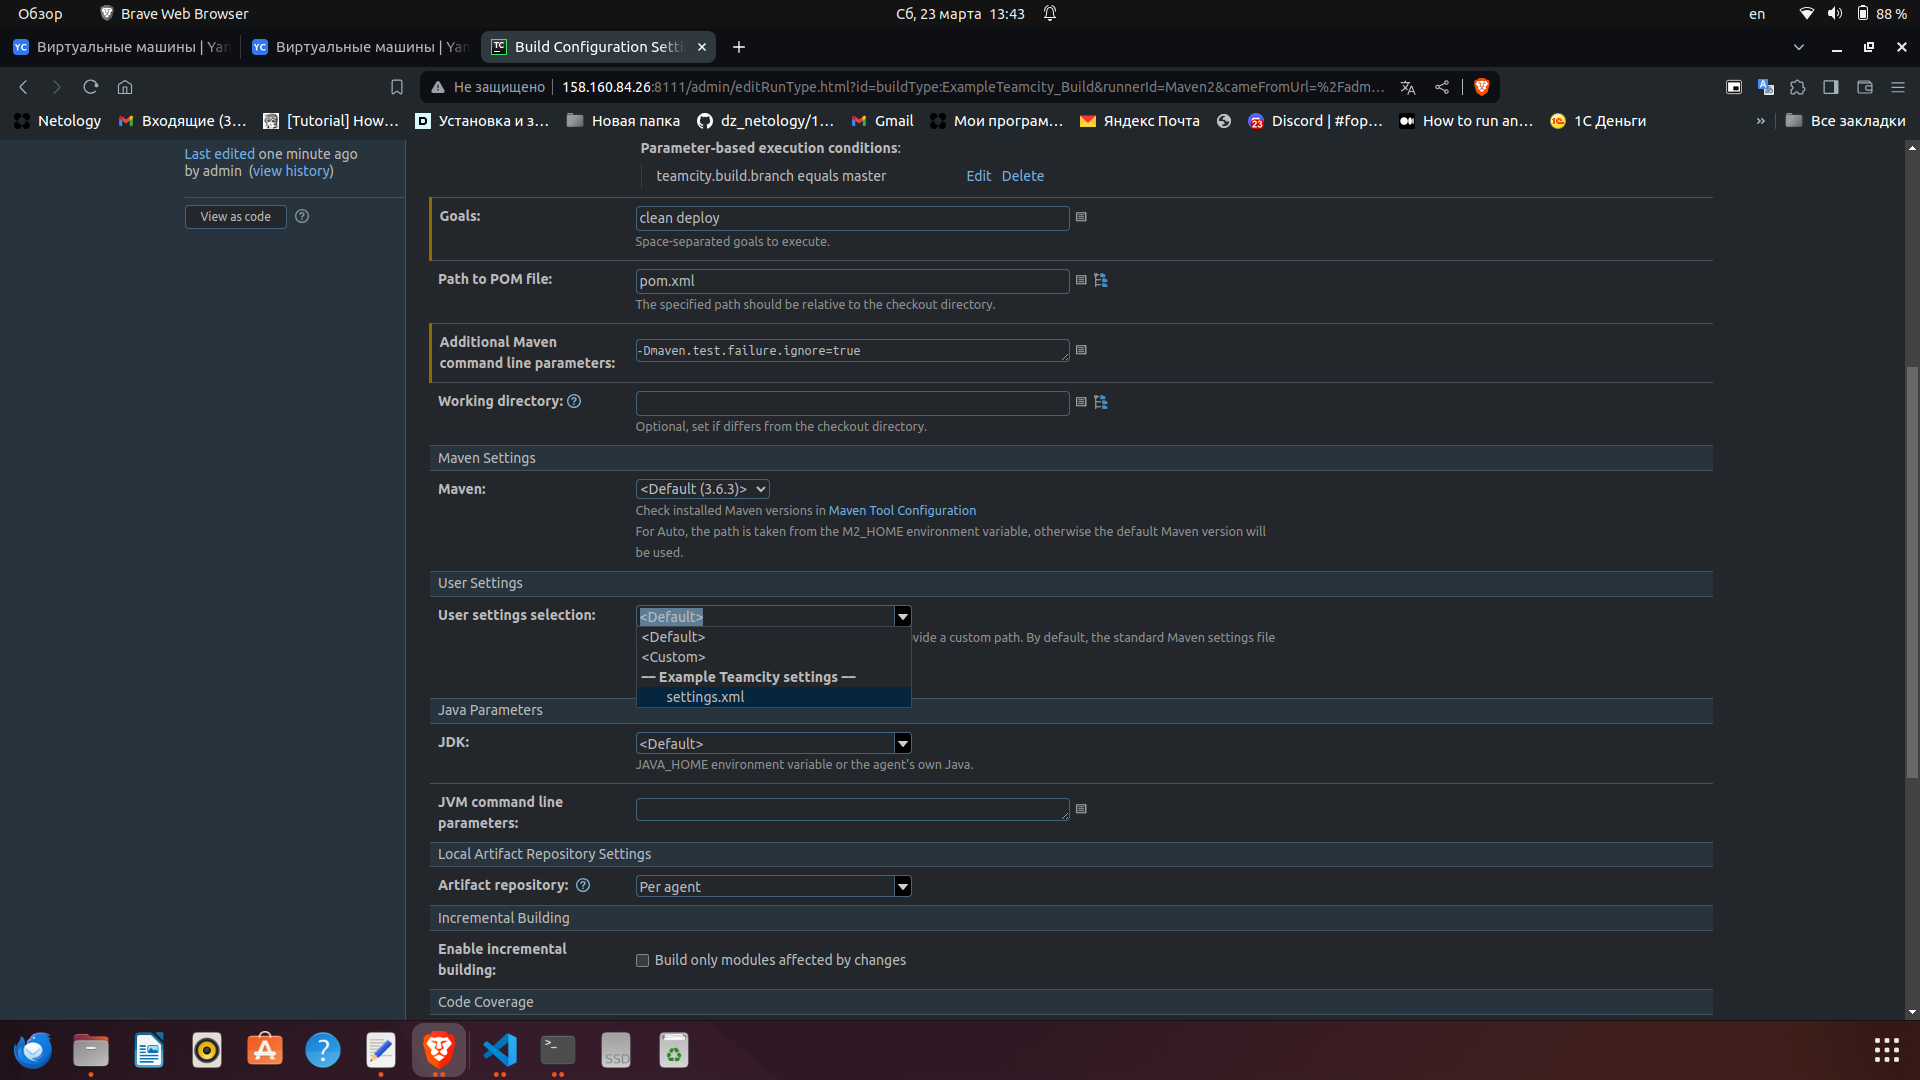 Обзор
Brave Web Browser
Сб, 23 марта 13:43
en
88 %
YC Виртуальные машины | Yan
YC Виртуальные машины | Yan
TC Build Configuration Setti
Не защищено
158.160.84.26:8111/admin/editRunType.html?id=buildType:ExampleTeamcity_Build&runnerId=Maven2&cameFromUrl=%2Fadm…
Netology
Входящие (3…
[Tutorial] How…
Установка и з…
Новая папка
dz_netology/1…
Gmail
Мои програм…
Яндекс Почта
23
Discord | #fop…
How to run an…
1С Деньги
»
Все закладки
Last edited one minute ago
by admin (view history)
View as code
Parameter-based execution conditions:
teamcity.build.branch equals master
Edit Delete
Goals:
clean deploy
Space-separated goals to execute.
Path to POM file:
pom.xml
The specified path should be relative to the checkout directory.
Additional Maven
command line parameters:
-Dmaven.test.failure.ignore=true
Working directory:
Optional, set if differs from the checkout directory.
Maven Settings
Maven:
<Default (3.6.3)>
Check installed Maven versions in Maven Tool Configuration
For Auto, the path is taken from the M2_HOME environment variable, otherwise the default Maven version will
be used.
User Settings
User settings selection:
<Default>
<Default>
vide a custom path. By default, the standard Maven settings file
<Custom>
— Example Teamcity settings —
settings.xml
Java Parameters
JDK:
<Default>
JAVA_HOME environment variable or the agent's own Java.
JVM command line
parameters:
Local Artifact Repository Settings
Artifact repository:
Per agent
Incremental Building
Enable incremental
building:
Build only modules affected by changes
Code Coverage
SSD